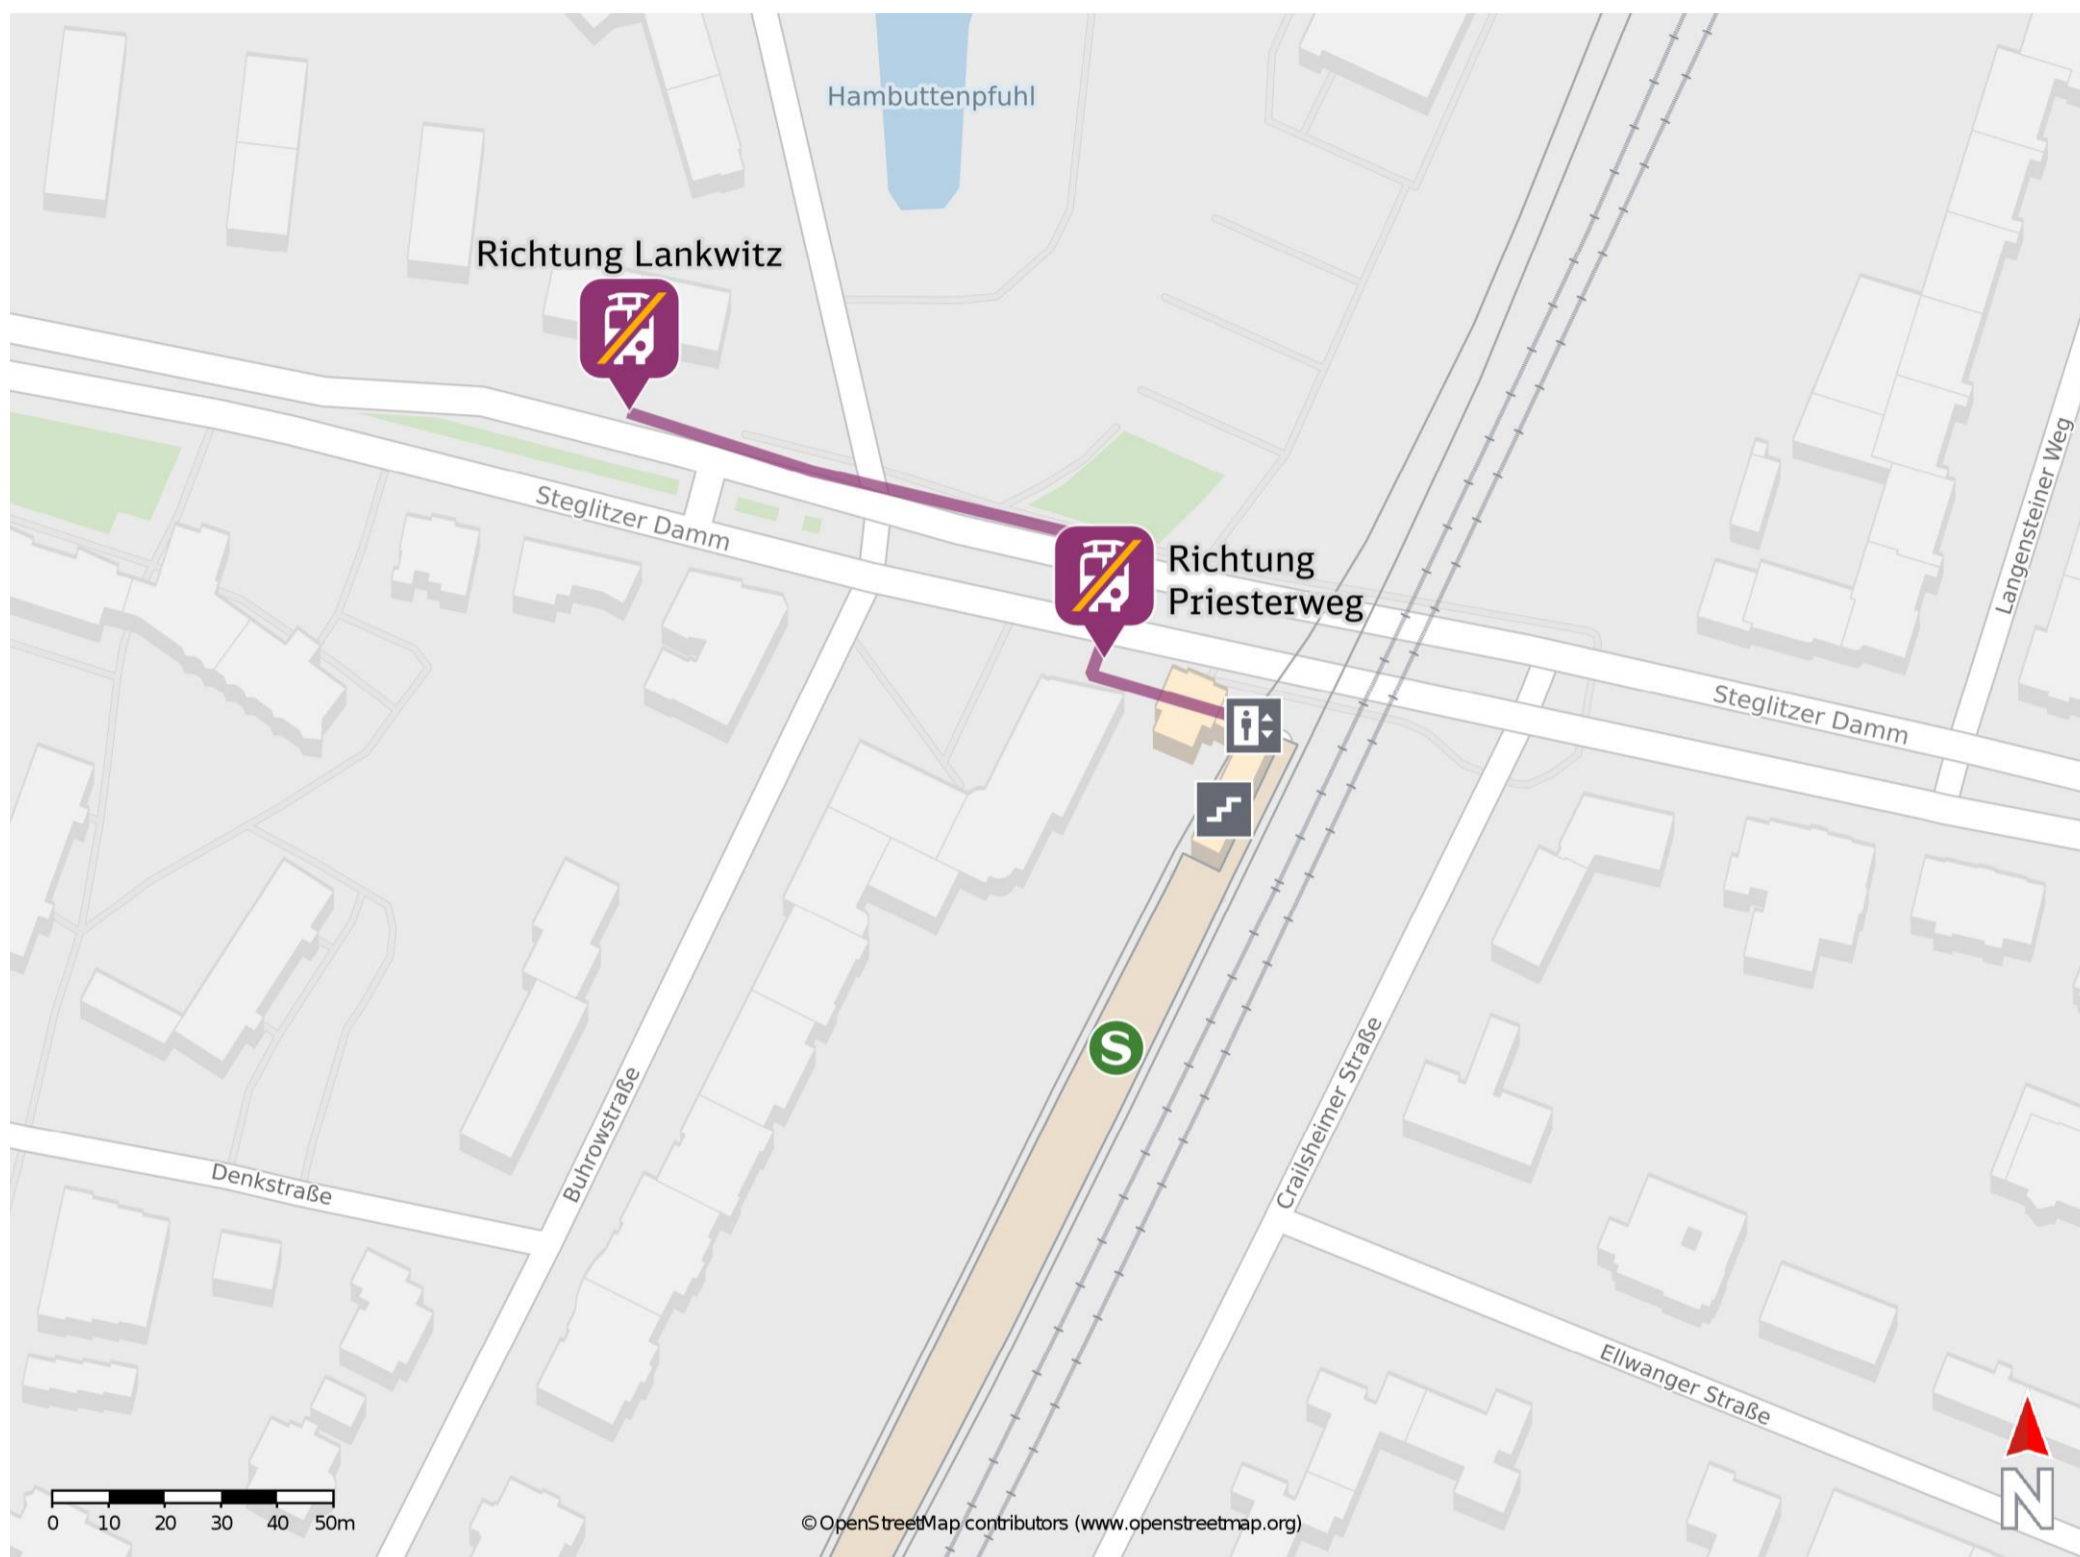 Hambuttenpfuhl
Richtung Lankwitz
Steglitzer Damm
Richtung
Priesterweg
Langensteiner Weg
Steglitzer Damm
S
Buhrowstraße
Crailsheimer Straße
Denkstraße
Ellwanger Straße
0 10 20 30 40 50m
© OpenStreetMap contributors (www.openstreetmap.org)
N